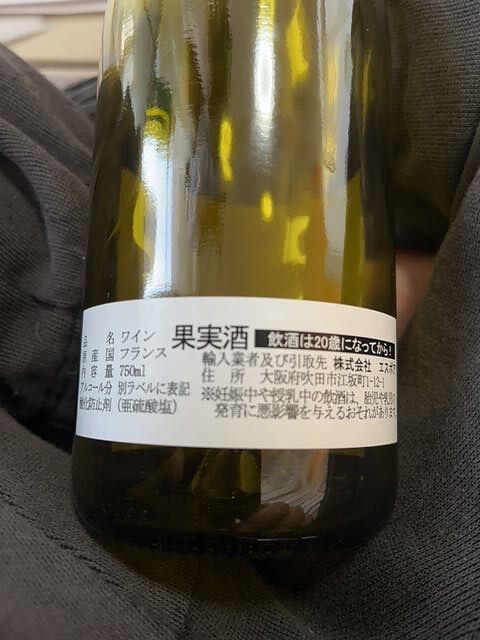 品 名 ワイン
原 産 国 フランス
内 容 量 750ml
アルコール分 別ラベルに表記
酸化防止剤（亜硫酸塩）
果実酒 飲酒は20歳になってから！
輸入業者及び引取先 株式会社 エスポア
住 所 大阪府吹田市江坂町1-12-1
※妊娠中や授乳中の飲酒は、胎児や乳児の
発育に悪影響を与えるおそれがあります